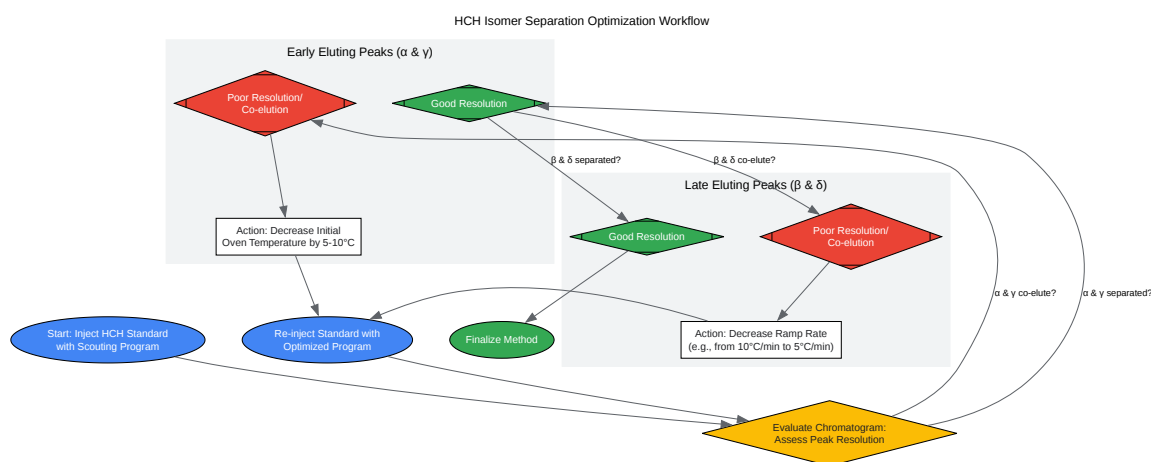 HCH Isomer Separation Optimization Workflow
Early Eluting Peaks (α & γ)
Poor Resolution/
Co-elution
Good Resolution
β & δ separated?
β & δ co-elute?
Late Eluting Peaks (β & δ)
Action: Decrease Initial
Oven Temperature by 5-10°C
Good Resolution
Poor Resolution/
Co-elution
α & γ co-elute?
α & γ separated?
Start: Inject HCH Standard
with Scouting Program
Re-inject Standard with
Optimized Program
Finalize Method
Action: Decrease Ramp Rate
(e.g., from 10°C/min to 5°C/min)
Evaluate Chromatogram:
Assess Peak Resolution